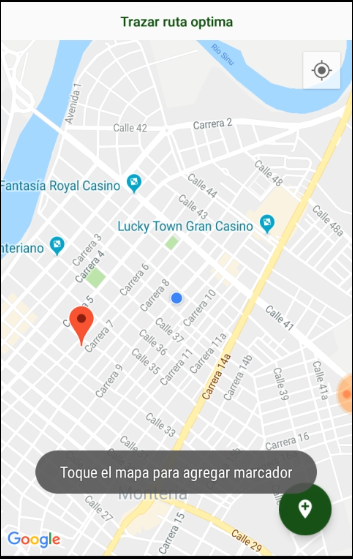 Trazar ruta optima
Río Sinú
Avenida 1
Calle 42
Carrera 2
Fantasía Royal Casino
Calle 44
Calle 48
Calle 43
Calle 48a
Lucky Town Gran Casino
nteriano
Carrera 3
Carrera 4
Carrera 6
Carrera 8
Carrera 10
Carrera 5
Carrera 7
Calle 37
Calle 36
Calle 35
Calle 41
Carrera 11a
Carrera 11
Carrera 9
Carrera 14a
Carrera 14b
Calle 39
Calle 41a
Calle 33
Carrera 16
Toque el mapa para agregar marcador
Montería
Calle 27
Carrera 15
Calle 29
Google